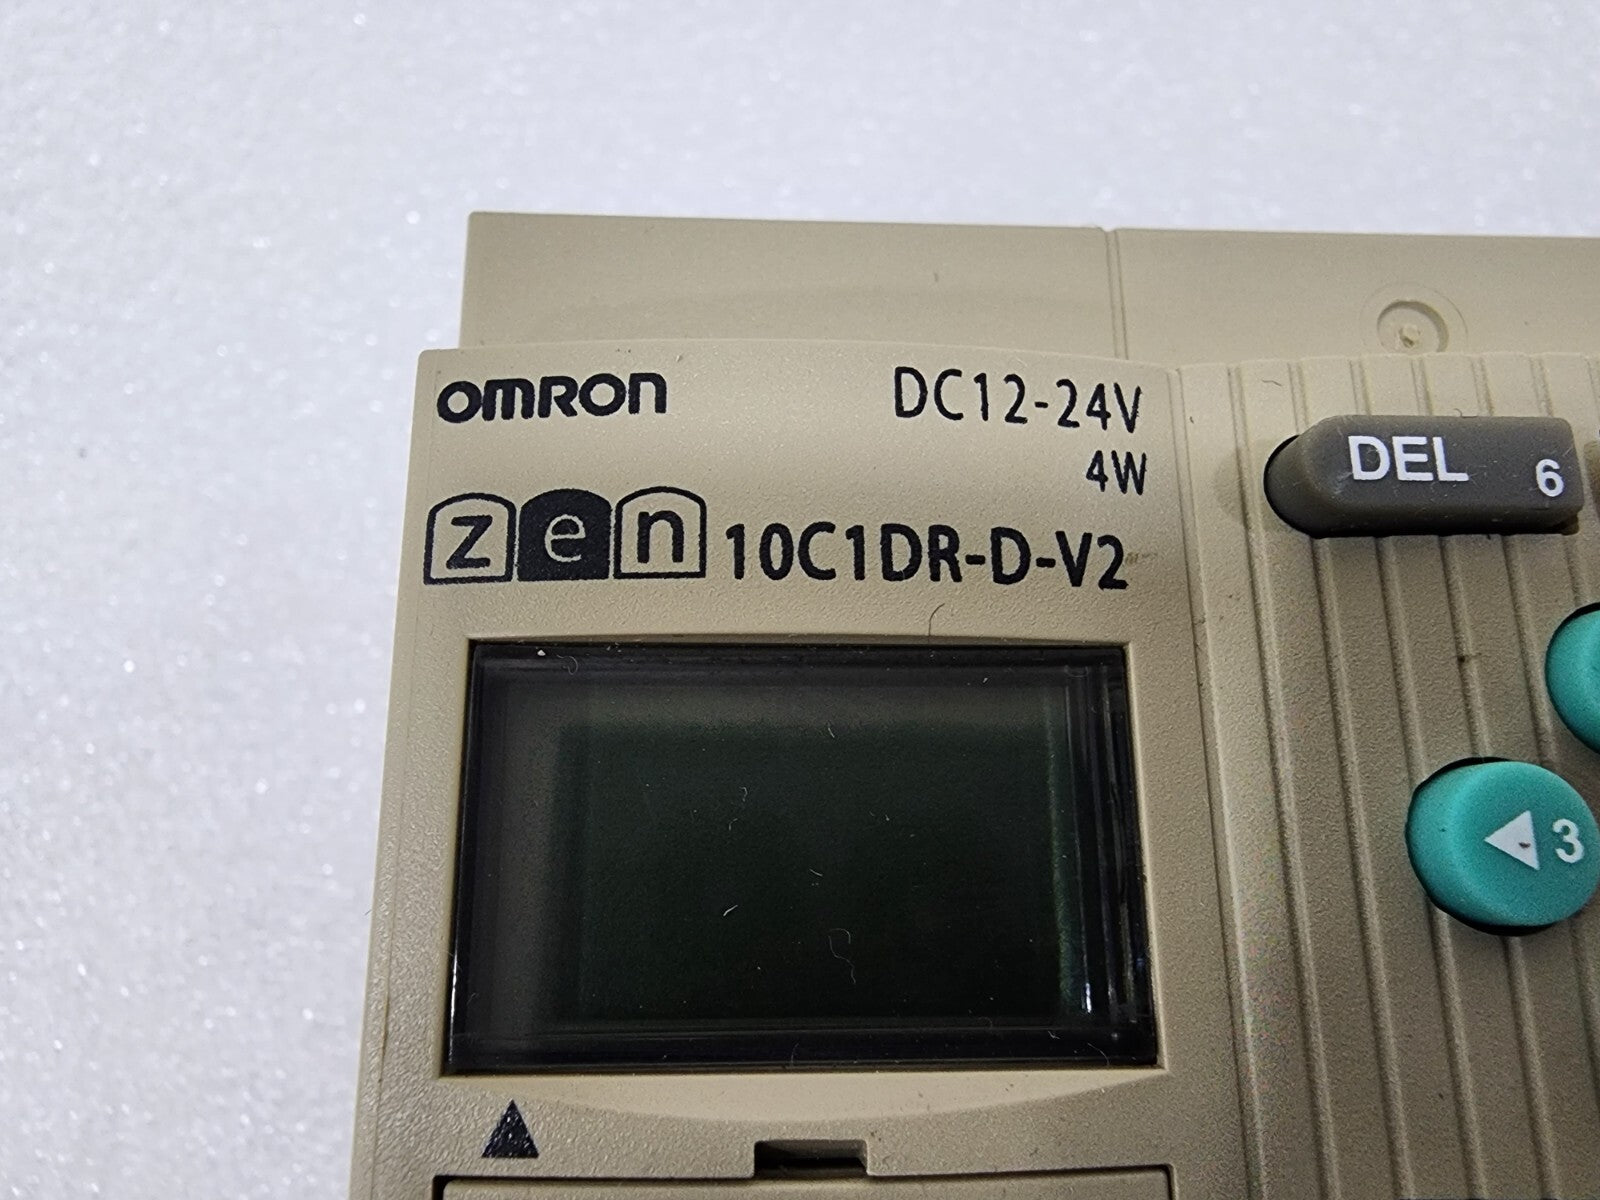 OMRON
DC12-24V
4W
zen 10C1DR-D-V2
DEL 6
◀ 3